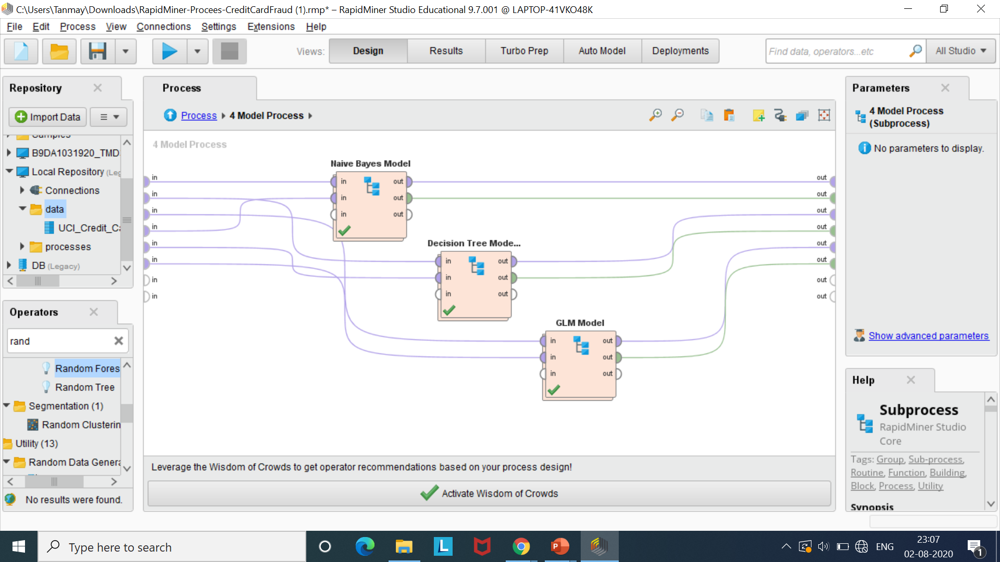 C:\Users\Tanmay\Downloads\RapidMiner-Procees-CreditCardFraud (1).rmp* – RapidMiner Studio Educational 9.7.001 @ LAPTOP-41VKO48K
File Edit Process View Connections Settings Extensions Help
Views: Design Results Turbo Prep Auto Model Deployments
Find data, operators...etc
All Studio
Repository
Import Data
Samples
B9DA1031920_TMD
Local Repository (Leg
Connections
data
UCI_Credit_Ca
processes
DB (Legacy)
Operators
rand
Random Fores
Random Tree
Segmentation (1)
Random Clusterin
Utility (13)
Random Data Genera
No results were found.
Process
Process 4 Model Process
4 Model Process
in
in
in
in
in
in
in
in
Naive Bayes Model
in out
in out
in out
Decision Tree Mode...
in out
in out
in out
GLM Model
in out
in out
in out
out
out
out
out
out
out
out
out
Leverage the Wisdom of Crowds to get operator recommendations based on your process design!
Activate Wisdom of Crowds
Parameters
4 Model Process
(Subprocess)
No parameters to display.
Show advanced parameters
Help
Subprocess
RapidMiner Studio
Core
Tags: Group, Sub-process,
Routine, Function, Building,
Block, Process, Utility
Synopsis
Type here to search
L
P
ENG
23:07
02-08-2020
1